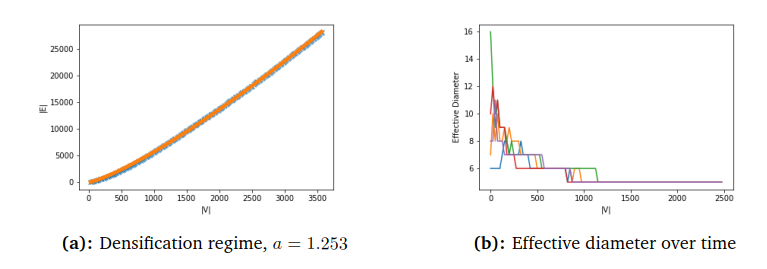 25000
20000
15000
10000
5000
0
|E|
0 500 1000 1500 2000 2500 3000 3500
|V|
(a): Densification regime, a = 1.253
16
14
12
10
8
6
Effective Diameter
0 500 1000 1500 2000 2500
|V|
(b): Effective diameter over time